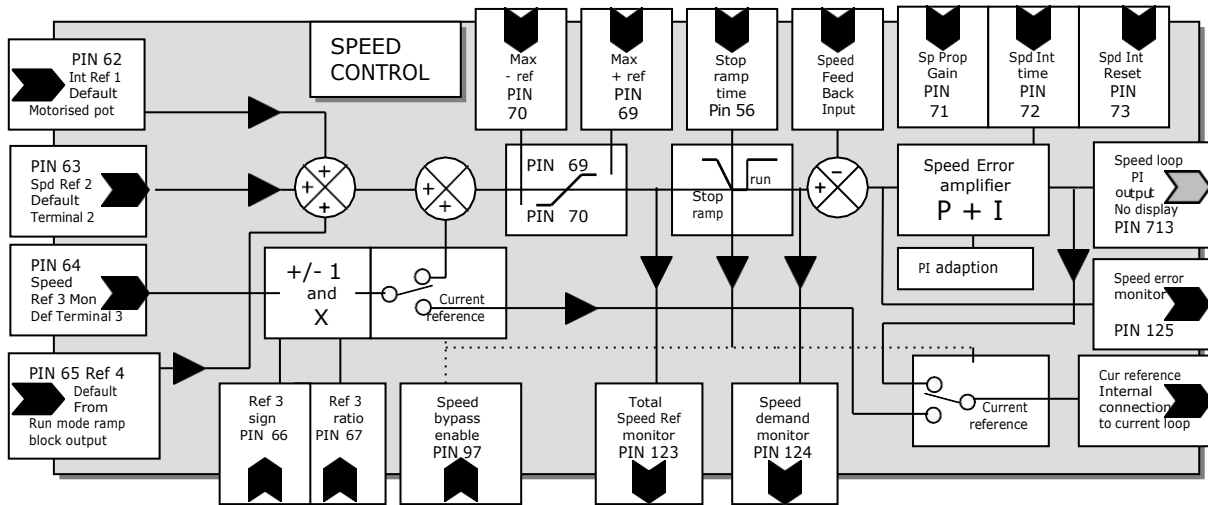 SPEED
CONTROL
PIN 62
Int Ref 1
Default
Motorised pot
PIN 63
Spd Ref 2
Default
Terminal 2
PIN 64
Speed
Ref 3 Mon
Def Terminal 3
PIN 65 Ref 4
Default
From
Run mode ramp
block output
Max
- ref
PIN
70
Max
+ ref
PIN
69
Stop
ramp
time
Pin 56
Speed
Feed
Back
Input
Sp Prop
Gain
PIN
71
Spd Int
time
PIN
72
Spd Int
Reset
PIN
73
+
+
+
+
+
PIN 69
PIN 70
Stop
ramp
run
+
-
Speed Error
amplifier
P + I
PI adaption
Speed loop
PI
output
No display
PIN 713
Speed error
monitor
PIN 125
+/- 1
and
X
Current
reference
Current
reference
Cur reference
Internal
connection
to current loop
Ref 3
sign
PIN 66
Ref 3
ratio
PIN 67
Speed
bypass
enable
PIN 97
Total
Speed Ref
monitor
PIN 123
Speed
demand
monitor
PIN 124